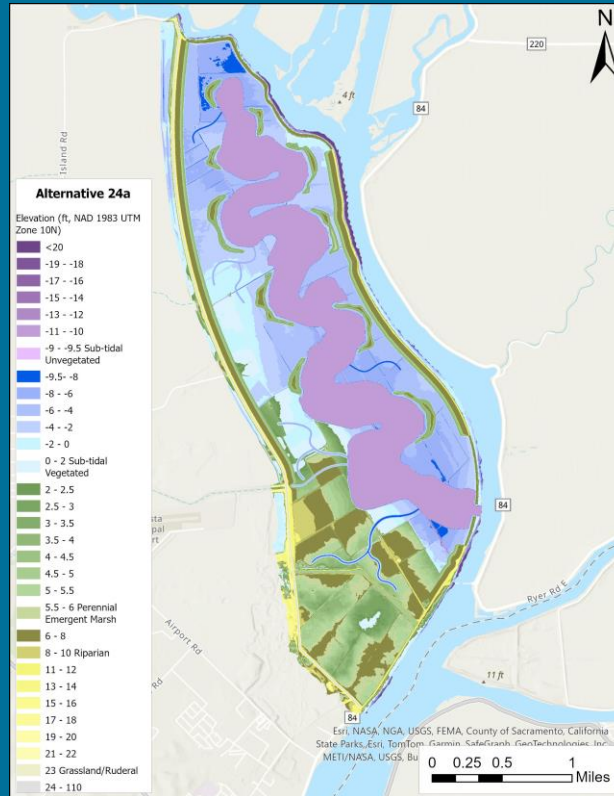 N
220
84
4 ft
Island Rd
Alternative 24a
Elevation (ft, NAD 1983 UTM
Zone 10N)
<20
-19 - -18
-17 - -16
-15 - -14
-13 - -12
-11 - -10
-9 - -9.5 Sub-tidal
Unvegetated
-9.5- -8
-8 - -6
-6 - -4
-4 - -2
-2 - 0
0 - 2 Sub-tidal
Vegetated
2 - 2.5
2.5 - 3
3 - 3.5
3.5 - 4
4 - 4.5
4.5 - 5
5 - 5.5
5.5 - 6 Perennial
Emergent Marsh
6 - 8
8 - 10 Riparian
11 - 12
13 - 14
15 - 16
17 - 18
19 - 20
21 - 22
23 Grassland/Ruderal
24 - 110
84
Ryer Rd E
Airport Rd
Rd
11 ft
84
Esri, NASA, NGA, USGS, FEMA, County of Sacramento, California
State Parks, Esri, TomTom, Garmin, SafeGraph, GeoTechnologies, Inc,
METI/NASA, USGS, Bu
0 0.25 0.5 1
Miles